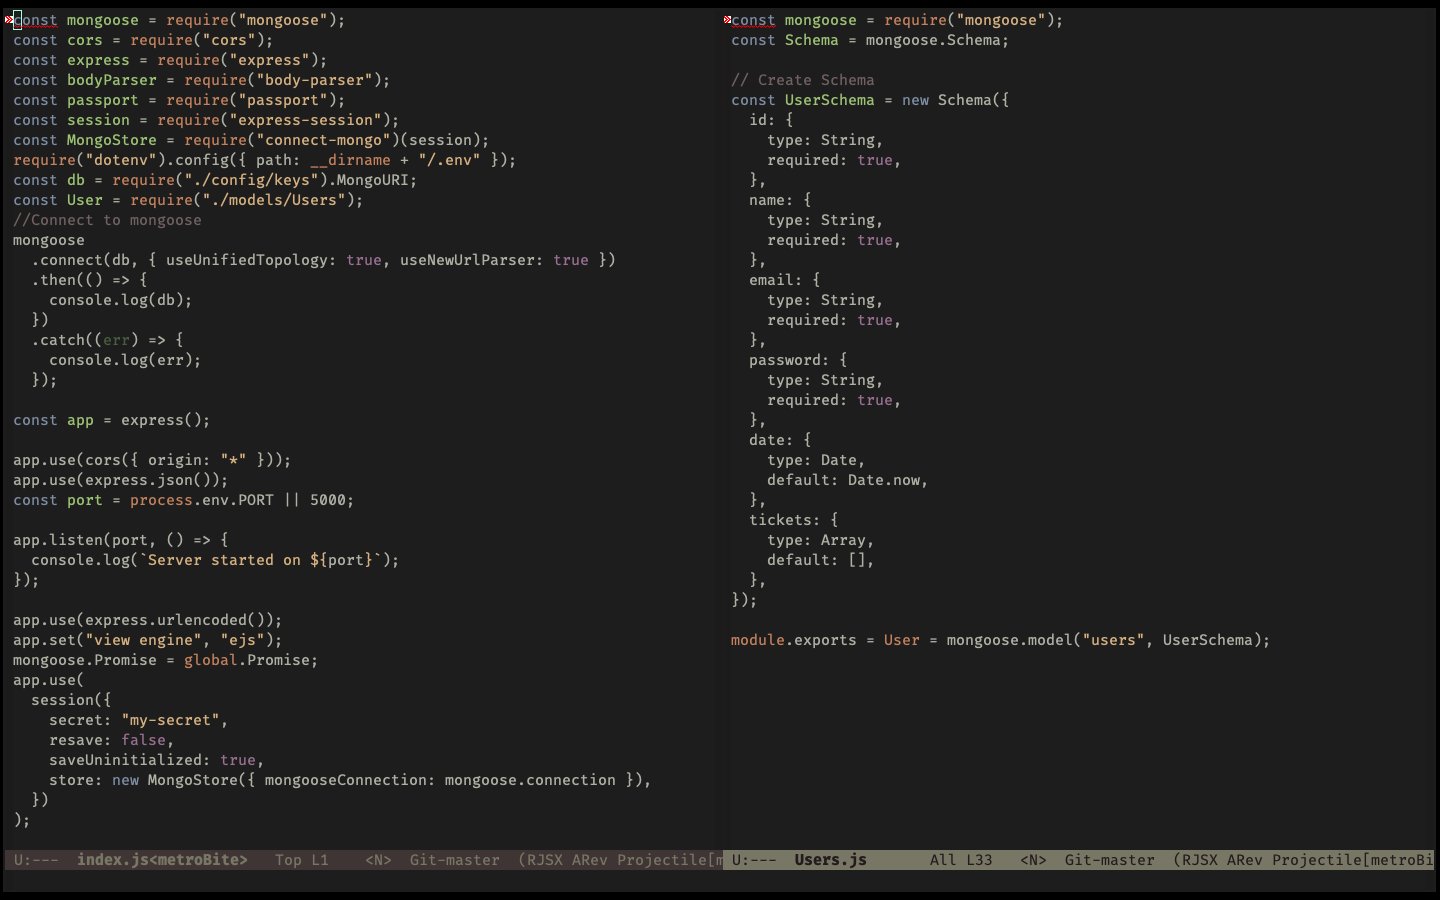 const mongoose = require("mongoose");
const cors = require("cors");
const express = require("express");
const bodyParser = require("body-parser");
const passport = require("passport");
const session = require("express-session");
const MongoStore = require("connect-mongo")(session);
require("dotenv").config({ path: __dirname + "/.env" });
const db = require("./config/keys").MongoURI;
const User = require("./models/Users");
//Connect to mongoose
mongoose
  .connect(db, { useUnifiedTopology: true, useNewUrlParser: true })
  .then(() => {
    console.log(db);
  })
  .catch((err) => {
    console.log(err);
  });

const app = express();

app.use(cors({ origin: "*" }));
app.use(express.json());
const port = process.env.PORT || 5000;

app.listen(port, () => {
  console.log(`Server started on ${port}`);
});

app.use(express.urlencoded());
app.set("view engine", "ejs");
mongoose.Promise = global.Promise;
app.use(
  session({
    secret: "my-secret",
    resave: false,
    saveUninitialized: true,
    store: new MongoStore({ mongooseConnection: mongoose.connection }),
  })
);
U:---  index.js<metroBite>   Top L1    <N>  Git-master  (RJSX ARev Projectile[m
const mongoose = require("mongoose");
const Schema = mongoose.Schema;

// Create Schema
const UserSchema = new Schema({
  id: {
    type: String,
    required: true,
  },
  name: {
    type: String,
    required: true,
  },
  email: {
    type: String,
    required: true,
  },
  password: {
    type: String,
    required: true,
  },
  date: {
    type: Date,
    default: Date.now,
  },
  tickets: {
    type: Array,
    default: [],
  },
});

module.exports = User = mongoose.model("users", UserSchema);
U:---  Users.js       All L33   <N>  Git-master  (RJSX ARev Projectile[metroBi